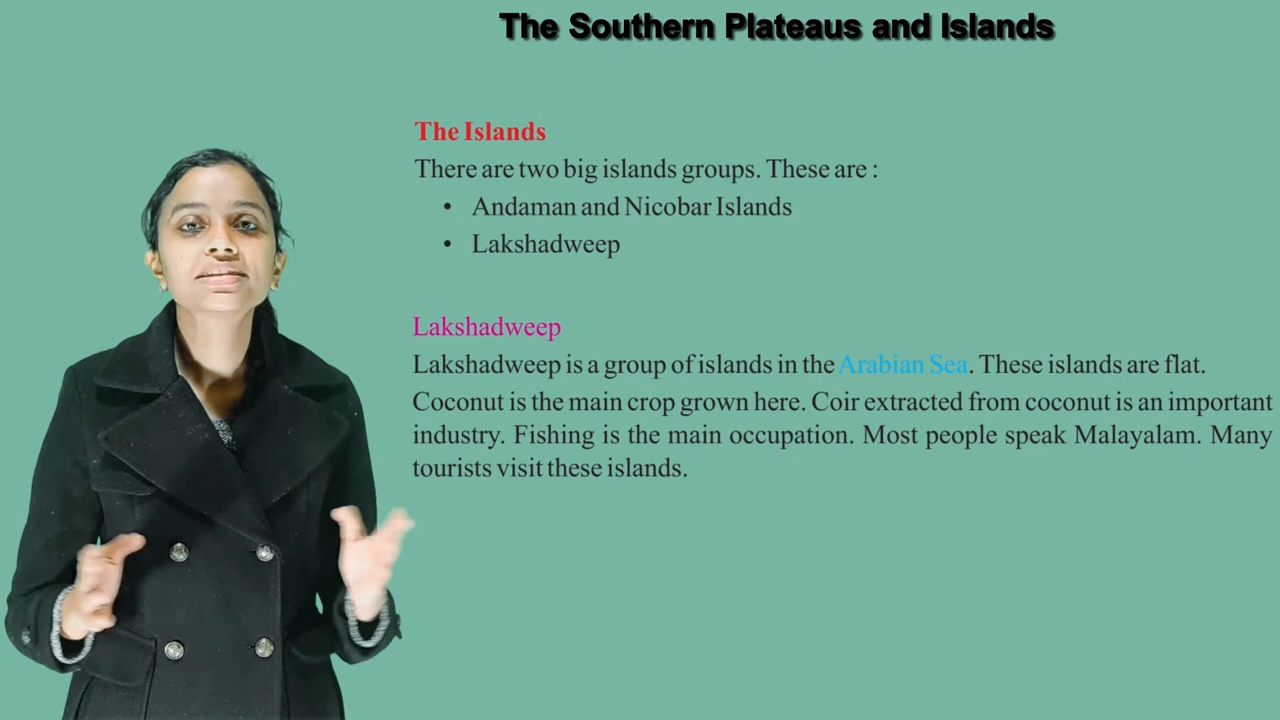 The Southern Plateaus and Islands
The Islands
There are two big islands groups. These are :
• Andaman and Nicobar Islands
• Lakshadweep
Lakshadweep
Lakshadweep is a group of islands in the Arabian Sea. These islands are flat.
Coconut is the main crop grown here. Coir extracted from coconut is an important
industry. Fishing is the main occupation. Most people speak Malayalam. Many
tourists visit these islands.